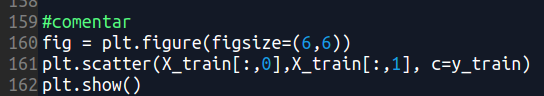 158
159 #comentar
160 fig = plt.figure(figsize=(6,6))
161 plt.scatter(X_train[:,0],X_train[:,1], c=y_train)
162 plt.show()